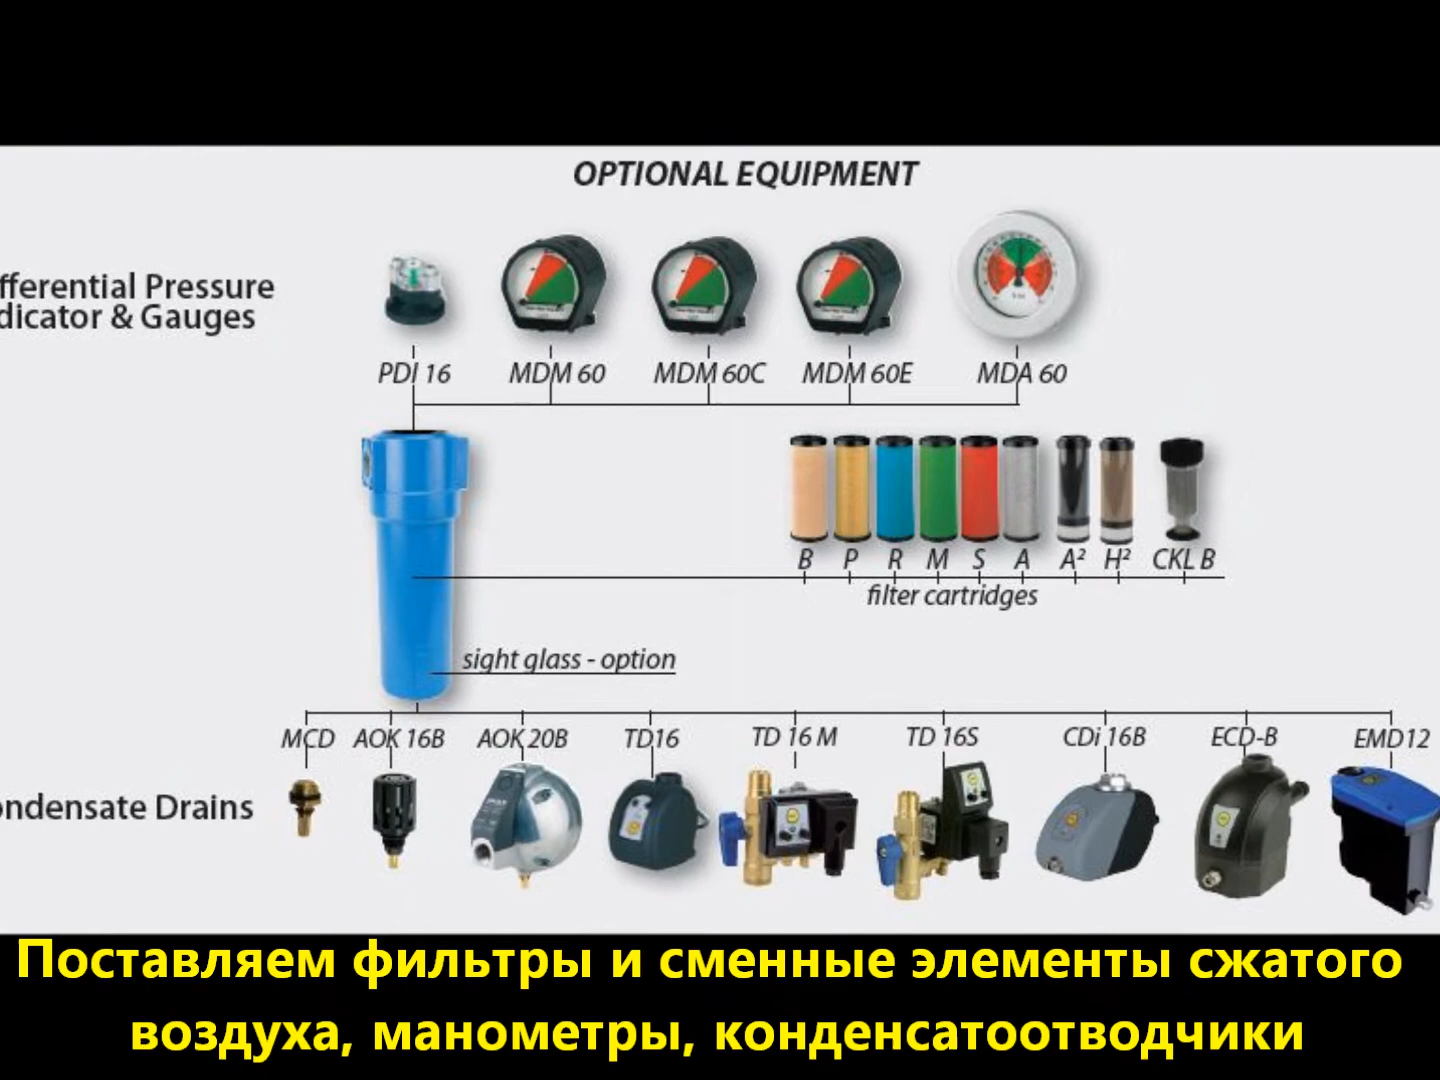 OPTIONAL EQUIPMENT
fferential Pressure
dicator & Gauges
PDI 16 MDM 60 MDM 60C MDM 60E MDA 60
B P R M S A A² H² CKL B
filter cartridges
sight glass - option
MCD AOK 16B AOK 20B TD16 TD 16 M TD 16S CDi 16B ECD-B EMD12
ondensate Drains
Поставляем фильтры и сменные элементы сжатого
воздуха, манометры, конденсатоотводчики